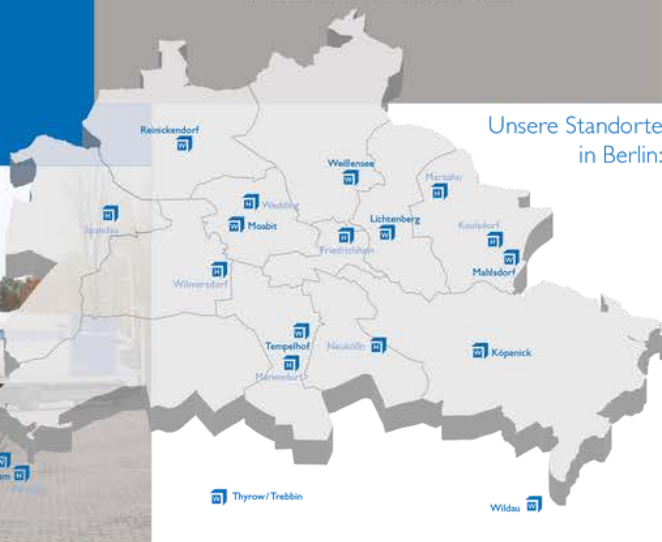 Unsere Standorte
in Berlin:
Reinickendorf
W
Weißensee
W
Marzahn
H
Wedding
H
Spandau
H
W Moabit
Lichtenberg
W
H
Friedrichhain
Kaulsdorf
H
W
Mahlsdorf
H
Wilmersdorf
W
Tempelhof
H
Mariendorf
Neukölln H
W Köpenick
W
H
W Thyrow / Trebbin
Wildau W